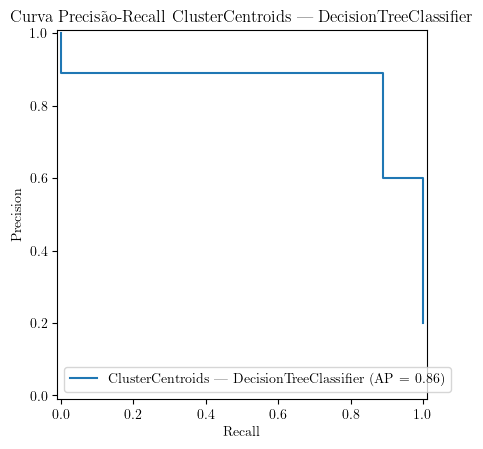 Curva Precisão-Recall ClusterCentroids — DecisionTreeClassifier
1.0
0.8
0.6
0.4
0.2
0.0
Precision
ClusterCentroids — DecisionTreeClassifier (AP = 0.86)
0.0 0.2 0.4 0.6 0.8 1.0
Recall